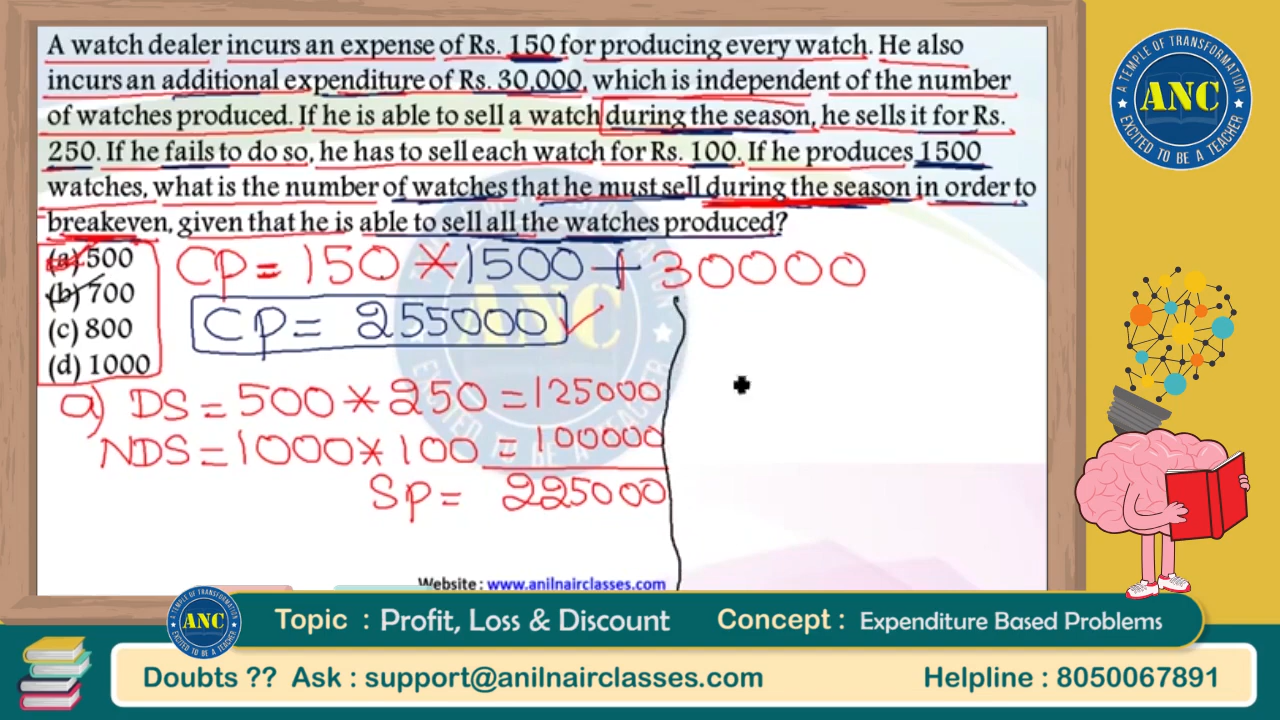 A watch dealer incurs an expense of Rs. 150 for producing every watch. He also
incurs an additional expenditure of Rs. 30,000, which is independent of the number
of watches produced. If he is able to sell a watch during the season, he sells it for Rs.
250. If he fails to do so, he has to sell each watch for Rs. 100. If he produces 1500
watches, what is the number of watches that he must sell during the season in order to
breakeven, given that he is able to sell all the watches produced?
(a) 500
(b) 700
(c) 800
(d) 1000
CP = 150 * 1500 + 30000
CP = 255000
a) DS = 500 * 250 = 125000
NDS = 1000 * 100 = 100000
SP = 225000
Website : www.anilnairclasses.com
A TEMPLE OF TRANSFORMATION
ANC
EXCITED TO BE A TEACHER
ANC
Topic : Profit, Loss & Discount
Concept : Expenditure Based Problems
Doubts ?? Ask : support@anilnairclasses.com
Helpline : 8050067891